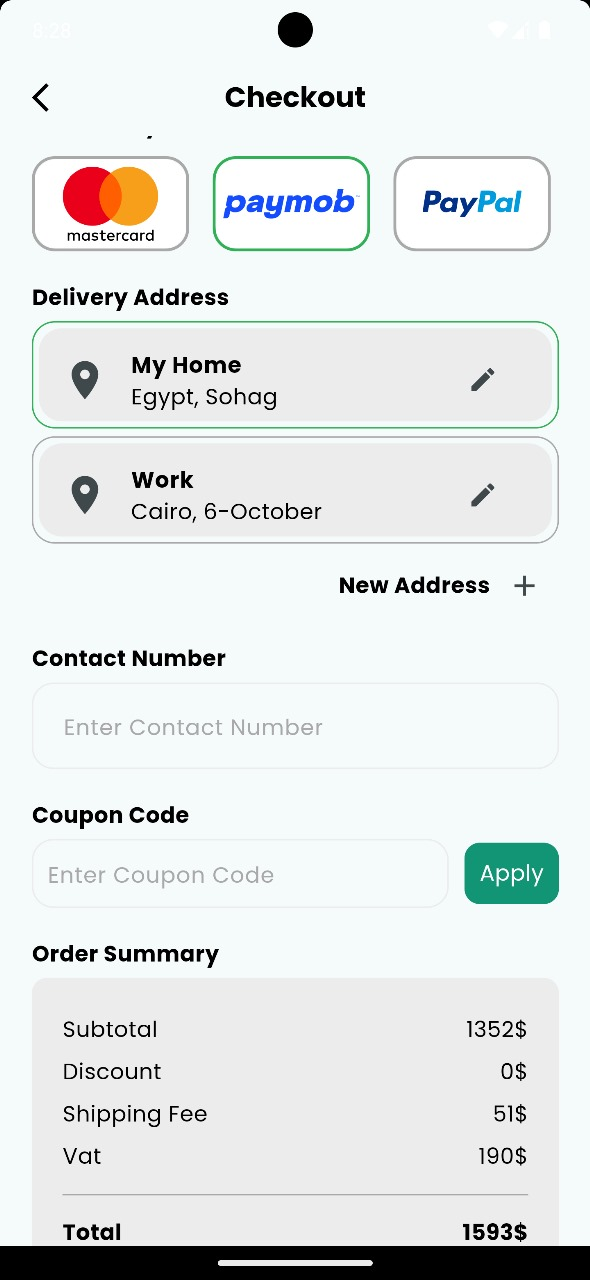 8:28
Checkout
mastercard
paymob
PayPal
Delivery Address
My Home
Egypt, Sohag
Work
Cairo, 6-October
New Address
Contact Number
Enter Contact Number
Coupon Code
Enter Coupon Code
Apply
Order Summary
Subtotal 1352$
Discount 0$
Shipping Fee 51$
Vat 190$
Total 1593$